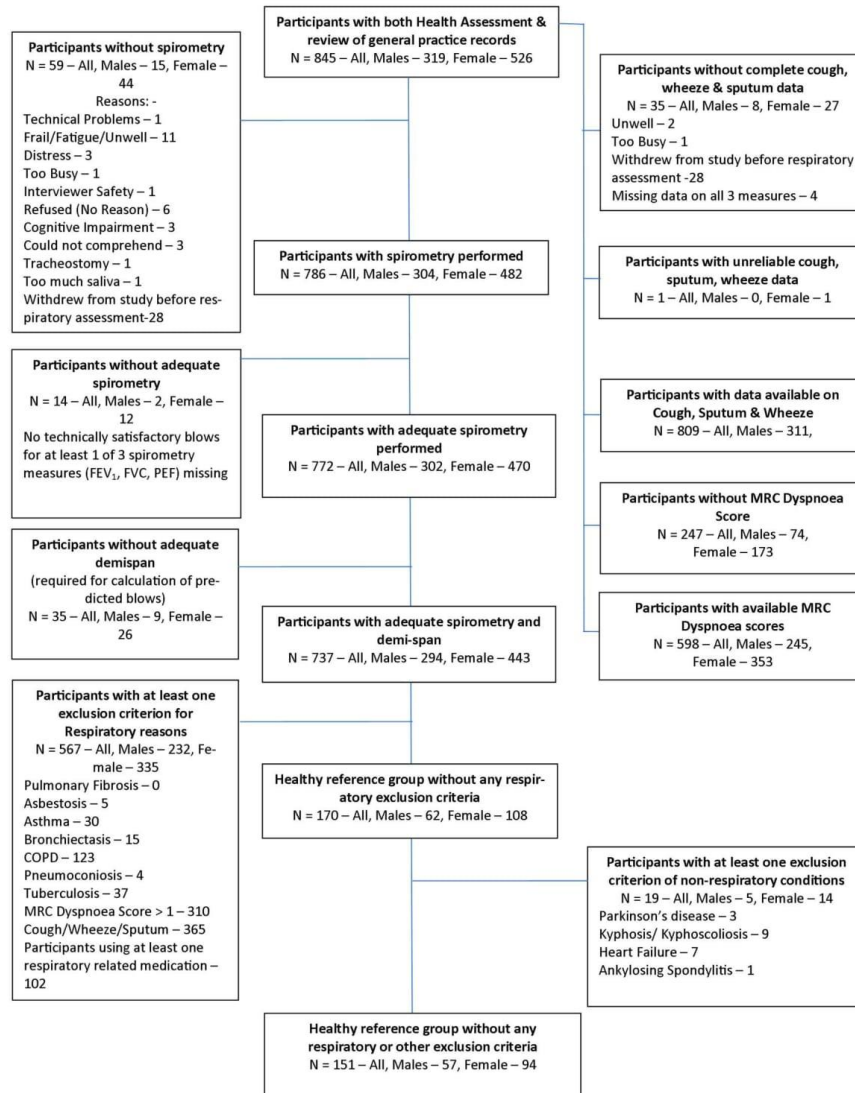 Participants with both Health Assessment &
review of general practice records
N = 845 – All, Males – 319, Female – 526
Participants without spirometry
N = 59 – All, Males – 15, Female –
44
Reasons: -
Technical Problems – 1
Frail/Fatigue/Unwell – 11
Distress – 3
Too Busy – 1
Interviewer Safety – 1
Refused (No Reason) – 6
Cognitive Impairment – 3
Could not comprehend – 3
Tracheostomy – 1
Too much saliva – 1
Withdrew from study before res-
piratory assessment-28
Participants without complete cough,
wheeze & sputum data
N = 35 – All, Males – 8, Female – 27
Unwell – 2
Too Busy – 1
Withdrew from study before respiratory
assessment -28
Missing data on all 3 measures – 4
Participants with spirometry performed
N = 786 – All, Males – 304, Female – 482
Participants with unreliable cough,
sputum, wheeze data
N = 1 – All, Males – 0, Female – 1
Participants without adequate
spirometry
N = 14 – All, Males – 2, Female –
12
No technically satisfactory blows
for at least 1 of 3 spirometry
measures (FEV₁, FVC, PEF) missing
Participants with data available on
Cough, Sputum & Wheeze
N = 809 – All, Males – 311,
Participants with adequate spirometry
performed
N = 772 – All, Males – 302, Female – 470
Participants without MRC Dyspnoea
Score
N = 247 – All, Males – 74,
Female – 173
Participants without adequate
demispan
(required for calculation of pre-
dicted blows)
N = 35 – All, Males – 9, Female –
26
Participants with adequate spirometry and
demi-span
N = 737 – All, Males – 294, Female – 443
Participants with available MRC
Dyspnoea scores
N = 598 – All, Males – 245,
Female – 353
Participants with at least one
exclusion criterion for
Respiratory reasons
N = 567 – All, Males – 232, Fe-
male – 335
Pulmonary Fibrosis – 0
Asbestosis – 5
Asthma – 30
Bronchiectasis – 15
COPD – 123
Pneumoconiosis – 4
Tuberculosis – 37
MRC Dyspnoea Score > 1 – 310
Cough/Wheeze/Sputum – 365
Participants using at least one
respiratory related medication –
102
Healthy reference group without any respir-
atory exclusion criteria
N = 170 – All, Males – 62, Female – 108
Participants with at least one exclusion
criterion of non-respiratory conditions
N = 19 – All, Males – 5, Female – 14
Parkinson's disease – 3
Kyphosis/ Kyphoscoliosis – 9
Heart Failure – 7
Ankylosing Spondylitis – 1
Healthy reference group without any
respiratory or other exclusion criteria
N = 151 – All, Males – 57, Female – 94